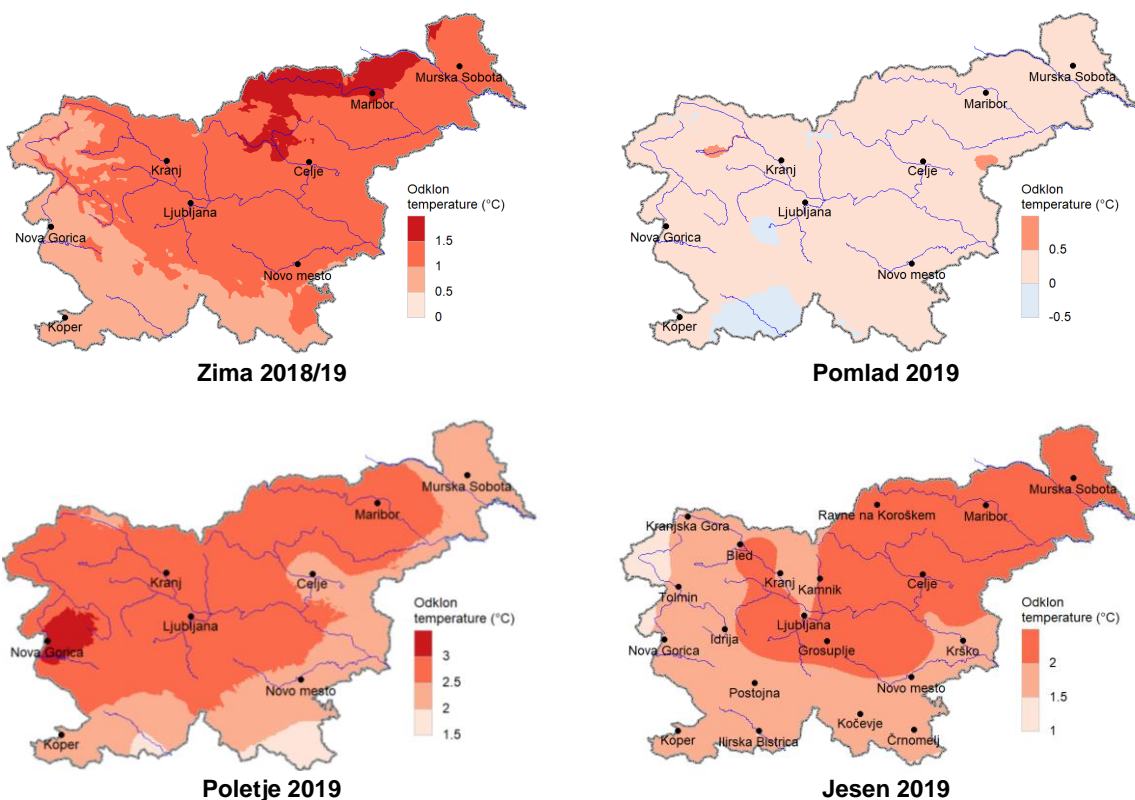 Murska Sobota
Maribor
Kranj
Celje
Ljubljana
Nova Gorica
Novo mesto
Koper
Odklon
temperature (°C)
1.5
1
0.5
0
Zima 2018/19
Murska Sobota
Maribor
Kranj
Celje
Ljubljana
Nova Gorica
Novo mesto
Koper
Odklon
temperature (°C)
0.5
0
-0.5
Pomlad 2019
Murska Sobota
Maribor
Kranj
Celje
Ljubljana
Nova Gorica
Novo mesto
Koper
Odklon
temperature (°C)
3
2.5
2
1.5
Poletje 2019
Murska Sobota
Ravne na Koroškem
Maribor
Kranjska Gora
Bled
Kranj
Kamnik
Celje
Tolmin
Ljubljana
Idrija
Nova Gorica
Grosuplje
Krško
Novo mesto
Postojna
Kočevje
Koper
Ilirska Bistrica
Črnomelj
Odklon
temperature (°C)
2
1.5
1
Jesen 2019